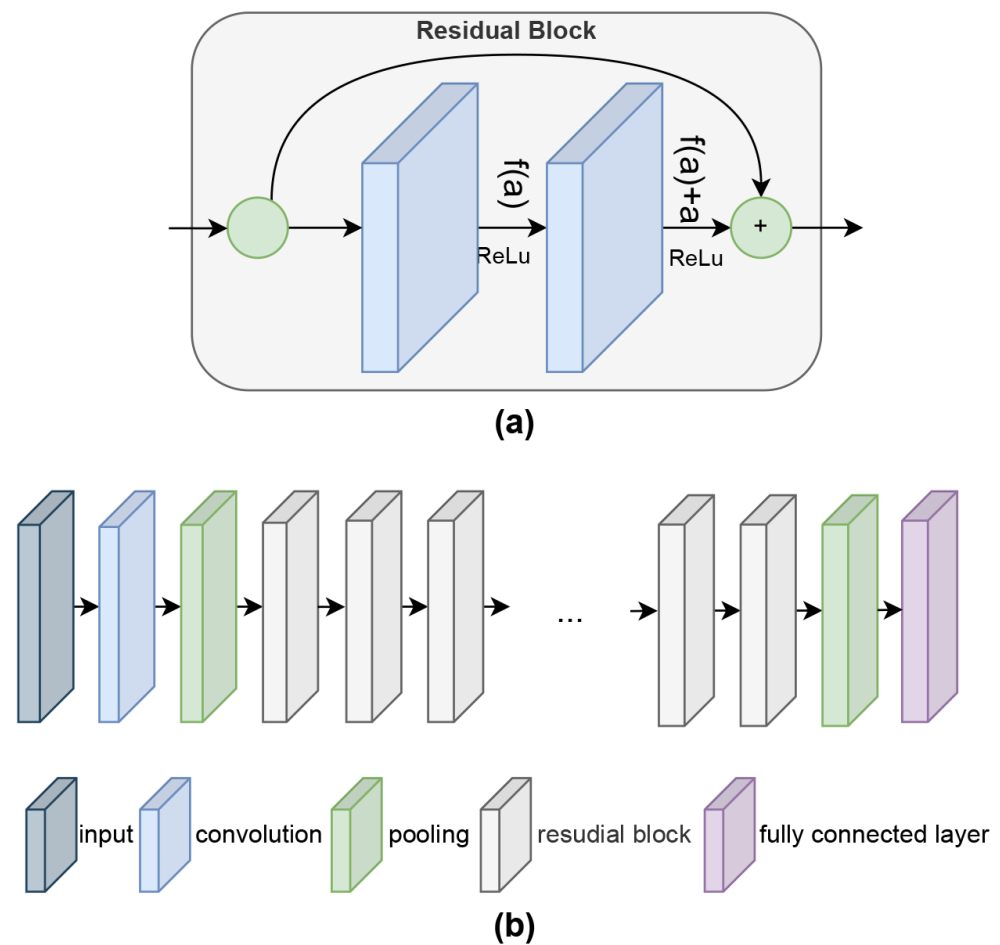 Residual Block
f(a)
ReLu
f(a)+a
ReLu
+
(a)
...
input
convolution
pooling
resudial block
fully connected layer
(b)